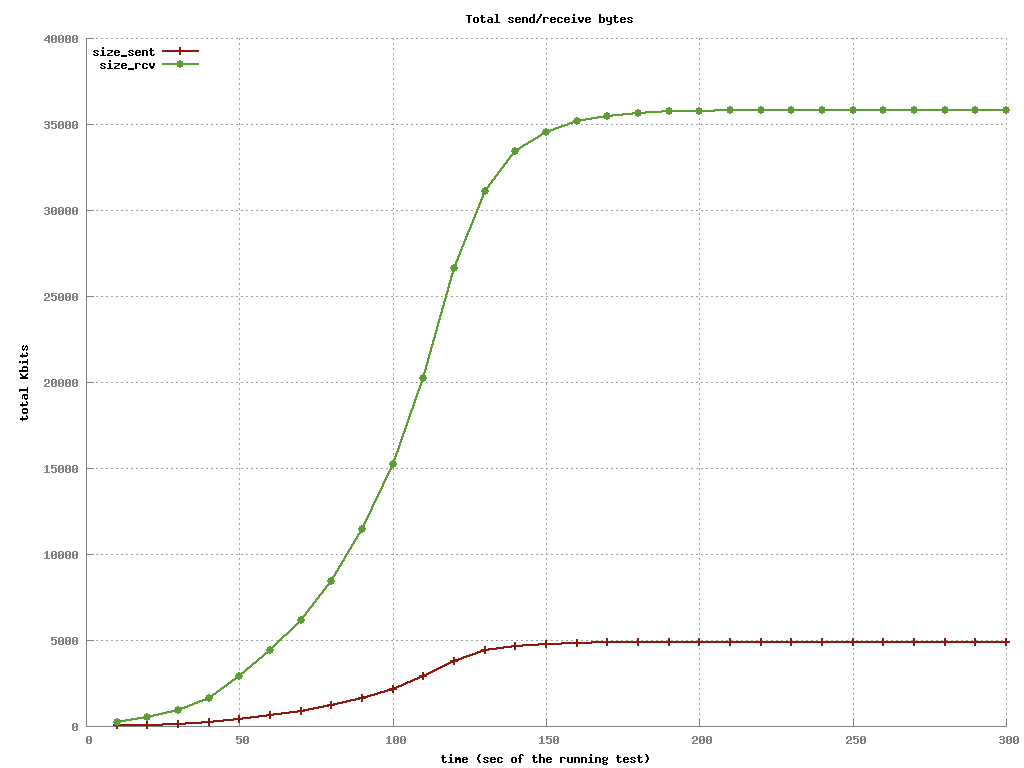 Total send/receive bytes
40000
size_sent
size_rcv
35000
30000
25000
total Kbits
20000
15000
10000
5000
0
0 50 100 150 200 250 300
time (sec of the running test)